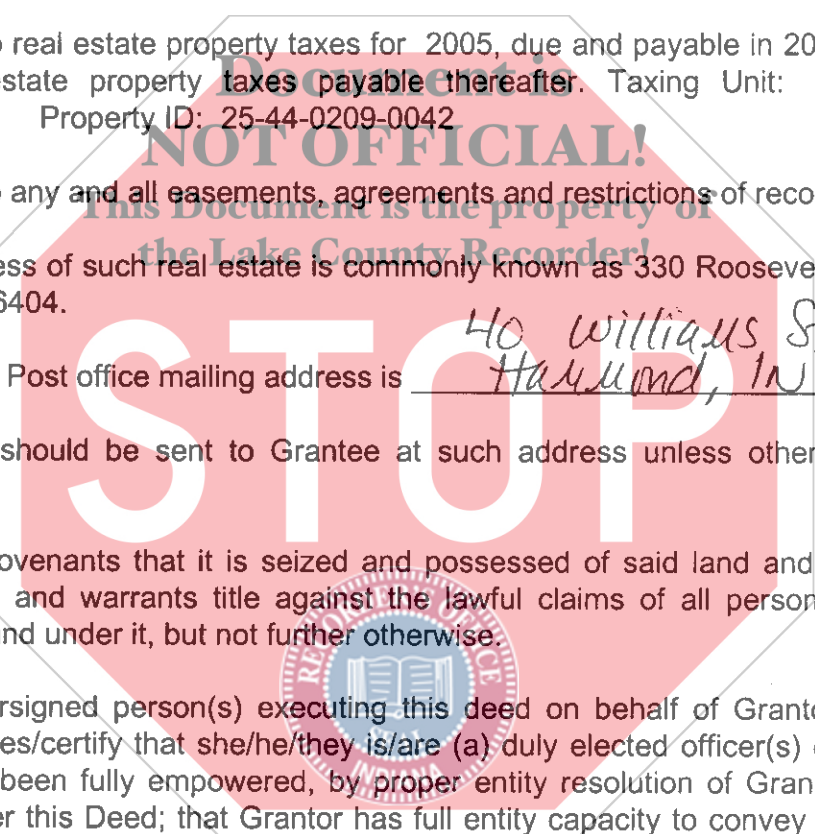 o real estate property taxes for 2005, due and payable in 20
estate property taxes payable thereafter. Taxing Unit:
Document is
Property ID: 25-44-0209-0042
NOT OFFICIAL!
o any and all easements, agreements and restrictions of reco
This Document is the property of
the Lake County Recorder!
ess of such real estate is commonly known as 330 Rooseve
6404.
40 Williams S
Post office mailing address is Hammond, IN
STOP
should be sent to Grantee at such address unless other
ovenants that it is seized and possessed of said land and
and warrants title against the lawful claims of all person
nd under it, but not further otherwise.
RECORDER'S OFFICE
SEAL
INDIANA
rsigned person(s) executing this deed on behalf of Granto
es/certify that she/he/they is/are (a) duly elected officer(s)
been fully empowered, by proper entity resolution of Gran
er this Deed; that Grantor has full entity capacity to convey